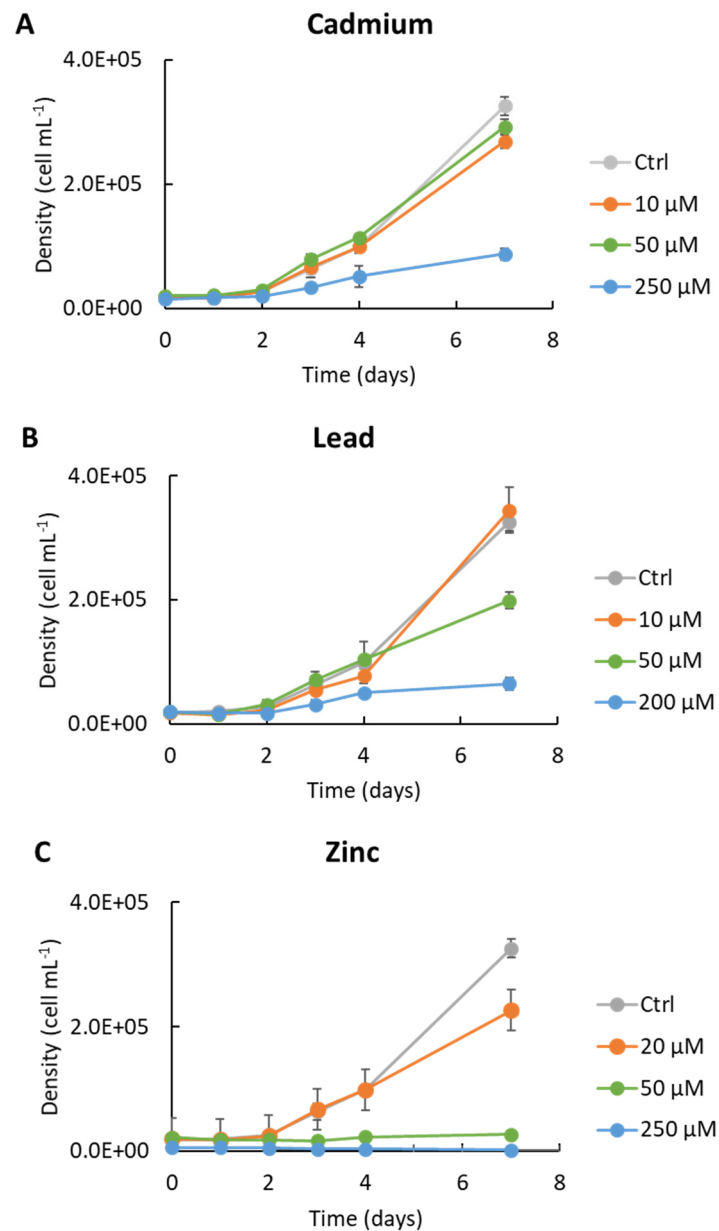 A
Cadmium
4.0E+05
2.0E+05
0.0E+00
Density (cell mL⁻¹)
0 2 4 6 8
Time (days)
Ctrl
10 µM
50 µM
250 µM
B
Lead
4.0E+05
2.0E+05
0.0E+00
Density (cell mL⁻¹)
0 2 4 6 8
Time (days)
Ctrl
10 µM
50 µM
200 µM
C
Zinc
4.0E+05
2.0E+05
0.0E+00
Density (cell mL⁻¹)
0 2 4 6 8
Time (days)
Ctrl
20 µM
50 µM
250 µM